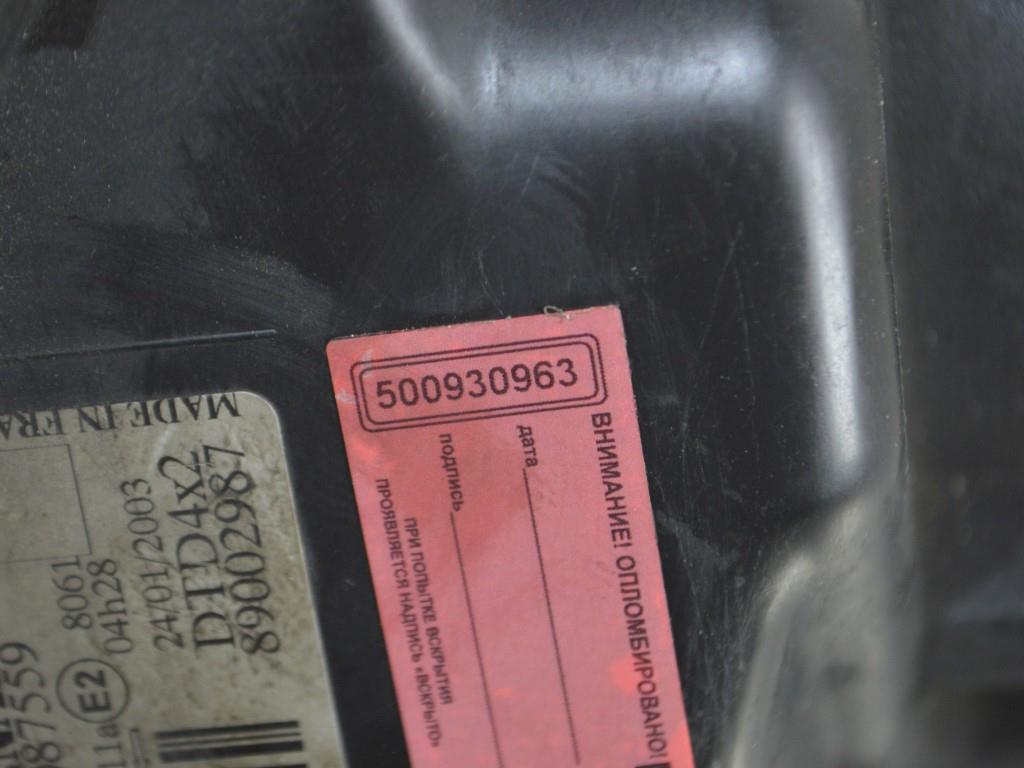 500930963
ВНИМАНИЕ! ОПЛОМБИРОВАНО!
дата
подпись
ПРИ ПОПЫТКЕ ВСКРЫТИЯ
ПРОЯВЛЯЕТСЯ НАДПИСЬ «ВСКРЫТО»
MADE IN FRA
89002987
DTD4x2
24/01/2003
04h28
8061
E2
87559